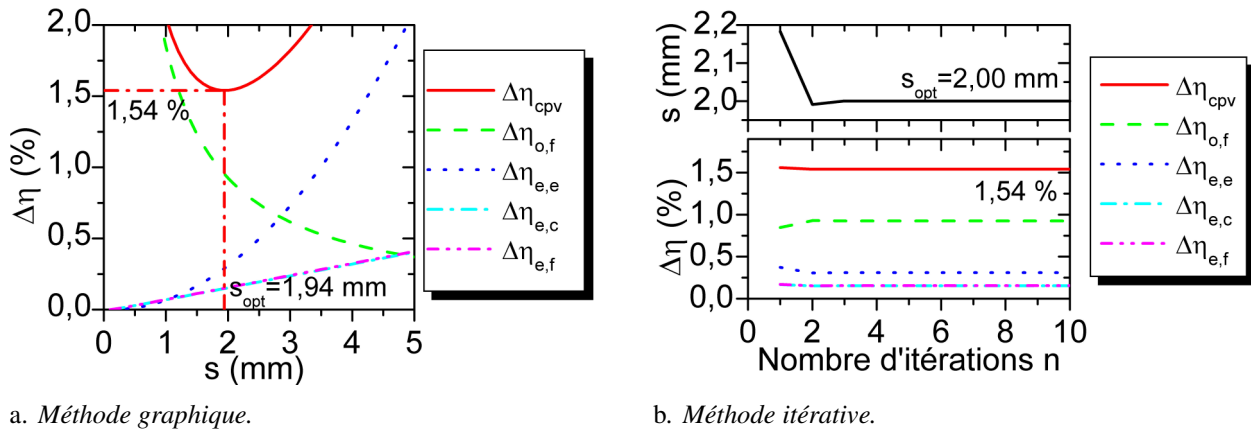 2,0
1,5
1,0
0,5
0,0
Δη (%)
1,54 %
s_opt=1,94 mm
0 1 2 3 4 5
s (mm)
Δη_cpv
Δη_o,f
Δη_e,e
Δη_e,c
Δη_e,f
a. Méthode graphique.
2,2
2,1
2,0
s (mm)
s_opt=2,00 mm
1,5
1,0
0,5
0,0
Δη (%)
1,54 %
0 2 4 6 8 10
Nombre d'itérations n
Δη_cpv
Δη_o,f
Δη_e,e
Δη_e,c
Δη_e,f
b. Méthode itérative.